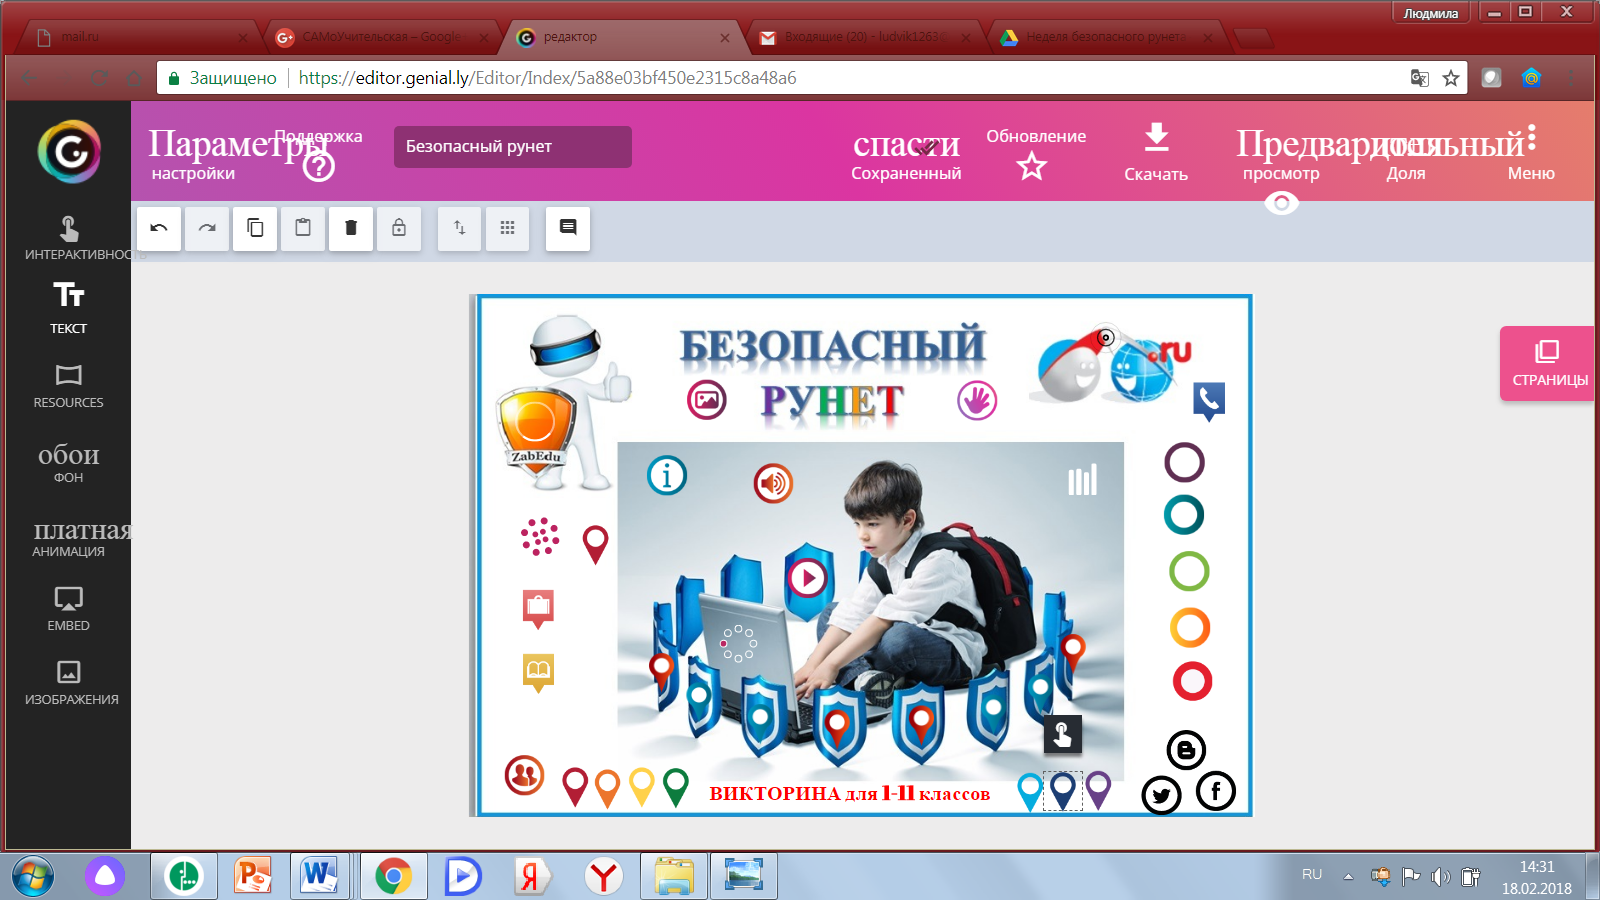 Людмила
mail.ru
САМоУчительская – Google
редактор
Входящие (20) - ludvik1263
Неделя безопасного рунета
Защищено
https://editor.genial.ly/Editor/Index/5a88e03bf450e2315c8a48a6
Параметры
настройки
Поддержка
Безопасный рунет
спасти
Сохраненный
Обновление
Скачать
Предварительный
просмотр
Доля
Меню
ИНТЕРАКТИВНОСТЬ
ТЕКСТ
RESOURCES
обои
ФОН
платная
АНИМАЦИЯ
EMBED
ИЗОБРАЖЕНИЯ
СТРАНИЦЫ
БЕЗОПАСНЫЙ
РУНЕТ
.ru
ZabEdu
ВИКТОРИНА для 1-11 классов
RU
14:31
18.02.2018